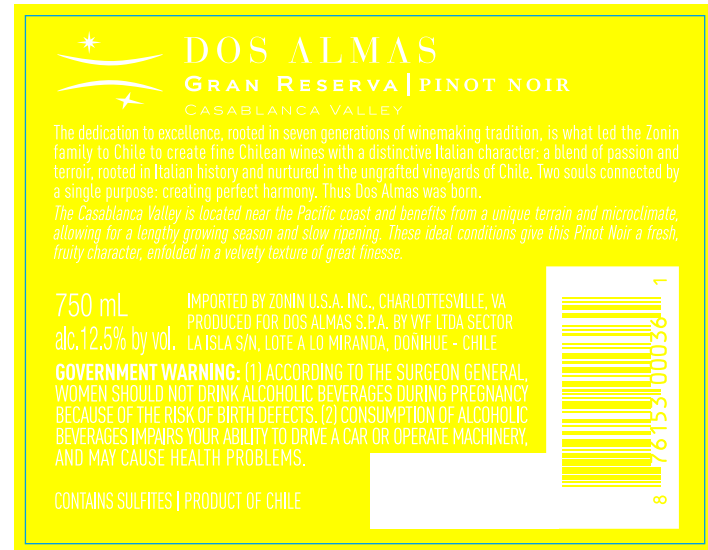 DOS ALMAS
GRAN RESERVA | PINOT NOIR
CASABLANCA VALLEY
The dedication to excellence, rooted in seven generations of winemaking tradition, is what led the Zonin
family to Chile to create fine Chilean wines with a distinctive Italian character: a blend of passion and
terroir, rooted in Italian history and nurtured in the ungrafted vineyards of Chile. Two souls connected by
a single purpose: creating perfect harmony. Thus Dos Almas was born.
The Casablanca Valley is located near the Pacific coast and benefits from a unique terrain and microclimate,
allowing for a lengthy growing season and slow ripening. These ideal conditions give this Pinot Noir a fresh,
fruity character, enfolded in a velvety texture of great finesse.
750 mL
alc.12.5% by vol.
IMPORTED BY ZONIN U.S.A. INC., CHARLOTTESVILLE, VA
PRODUCED FOR DOS ALMAS S.P.A. BY VYF LTDA SECTOR
LA ISLA S/N, LOTE A LO MIRANDA, DONIHUE - CHILE
GOVERNMENT WARNING: (1) ACCORDING TO THE SURGEON GENERAL,
WOMEN SHOULD NOT DRINK ALCOHOLIC BEVERAGES DURING PREGNANCY
BECAUSE OF THE RISK OF BIRTH DEFECTS. (2) CONSUMPTION OF ALCOHOLIC
BEVERAGES IMPAIRS YOUR ABILITY TO DRIVE A CAR OR OPERATE MACHINERY,
AND MAY CAUSE HEALTH PROBLEMS.
CONTAINS SULFITES | PRODUCT OF CHILE
8 76153 00036 1